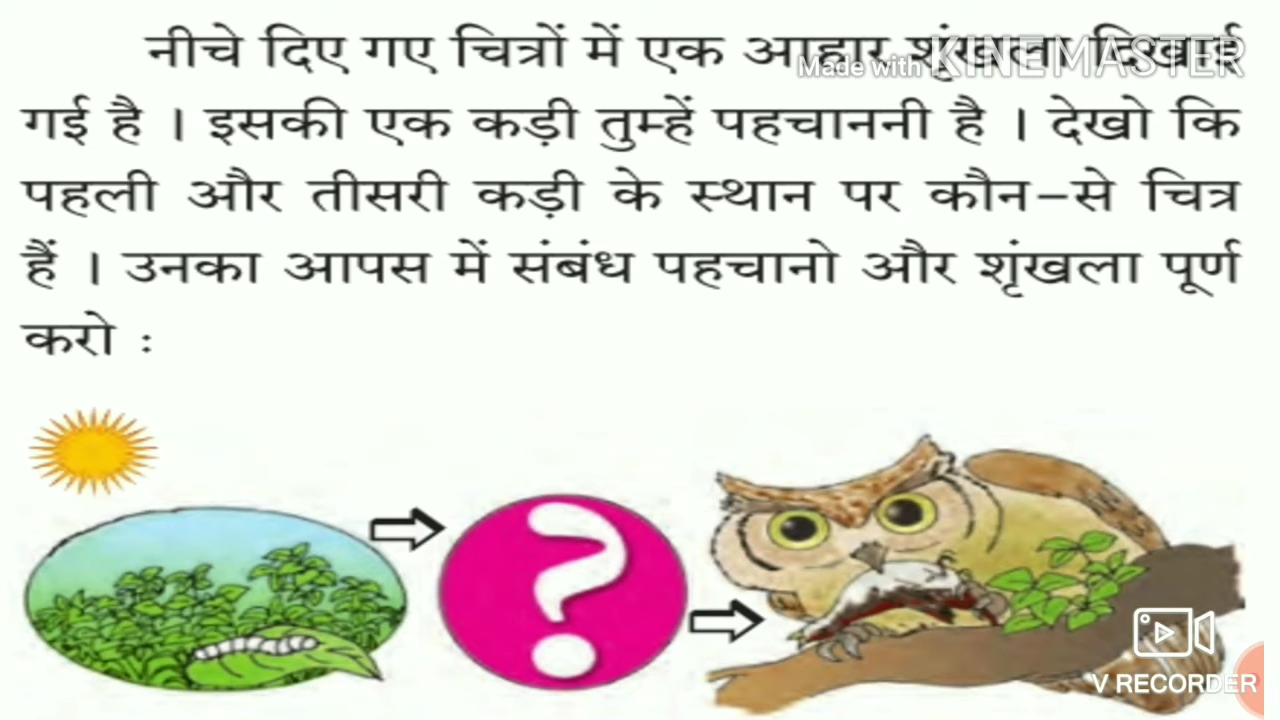 नीचे दिए गए चित्रों में एक आहार शृंखला दिखाई
Made with KINEMASTER
गई है । इसकी एक कड़ी तुम्हें पहचाननी है । देखो कि
पहली और तीसरी कड़ी के स्थान पर कौन-से चित्र
हैं । उनका आपस में संबंध पहचानो और शृंखला पूर्ण
करो :
?
V RECORDER